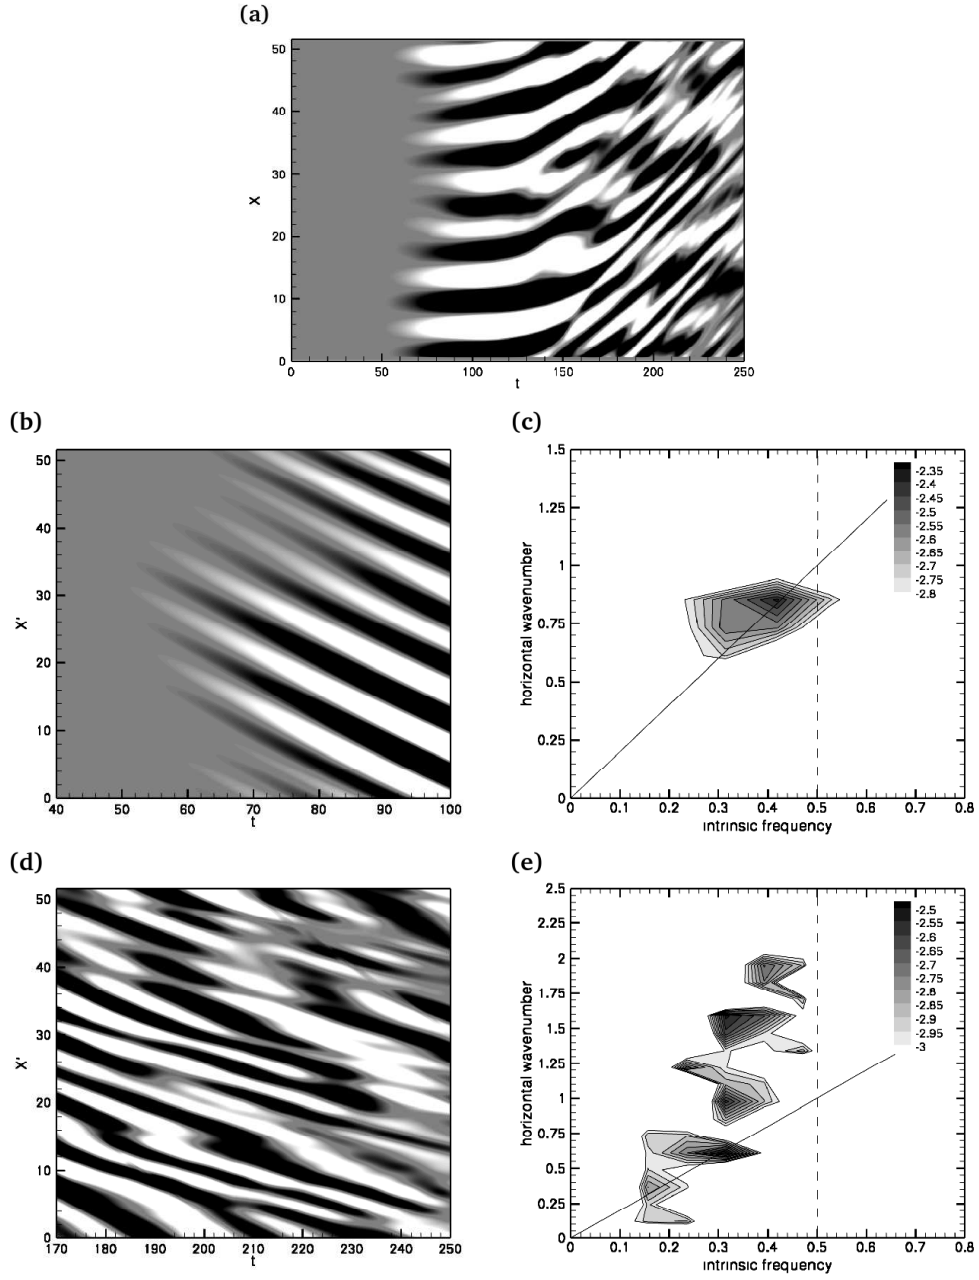 (a)
50
40
30
20
10
0
X
0 50 100 150 200 250
t
(b)
50
40
30
20
10
0
X'
40 50 60 70 80 90 100
t
(c)
1.5
1.25
1
0.75
0.5
0.25
0
horizontal wavenumber
-2.35
-2.4
-2.45
-2.55
-2.6
-2.65
-2.7
-2.75
-2.8
0 0.1 0.2 0.3 0.4 0.5 0.6 0.7 0.8
intrinsic frequency
(d)
50
40
30
20
10
0
X'
170 180 190 200 210 220 230 240 250
t
(e)
2.5
2.25
2
1.75
1.5
1.25
1
0.75
0.5
0.25
0
horizontal wavenumber
-2.5
-2.55
-2.6
-2.7
-2.8
-2.85
-2.9
-2.95
-3
0 0.1 0.2 0.3 0.4 0.5 0.6 0.7 0.8
intrinsic frequency